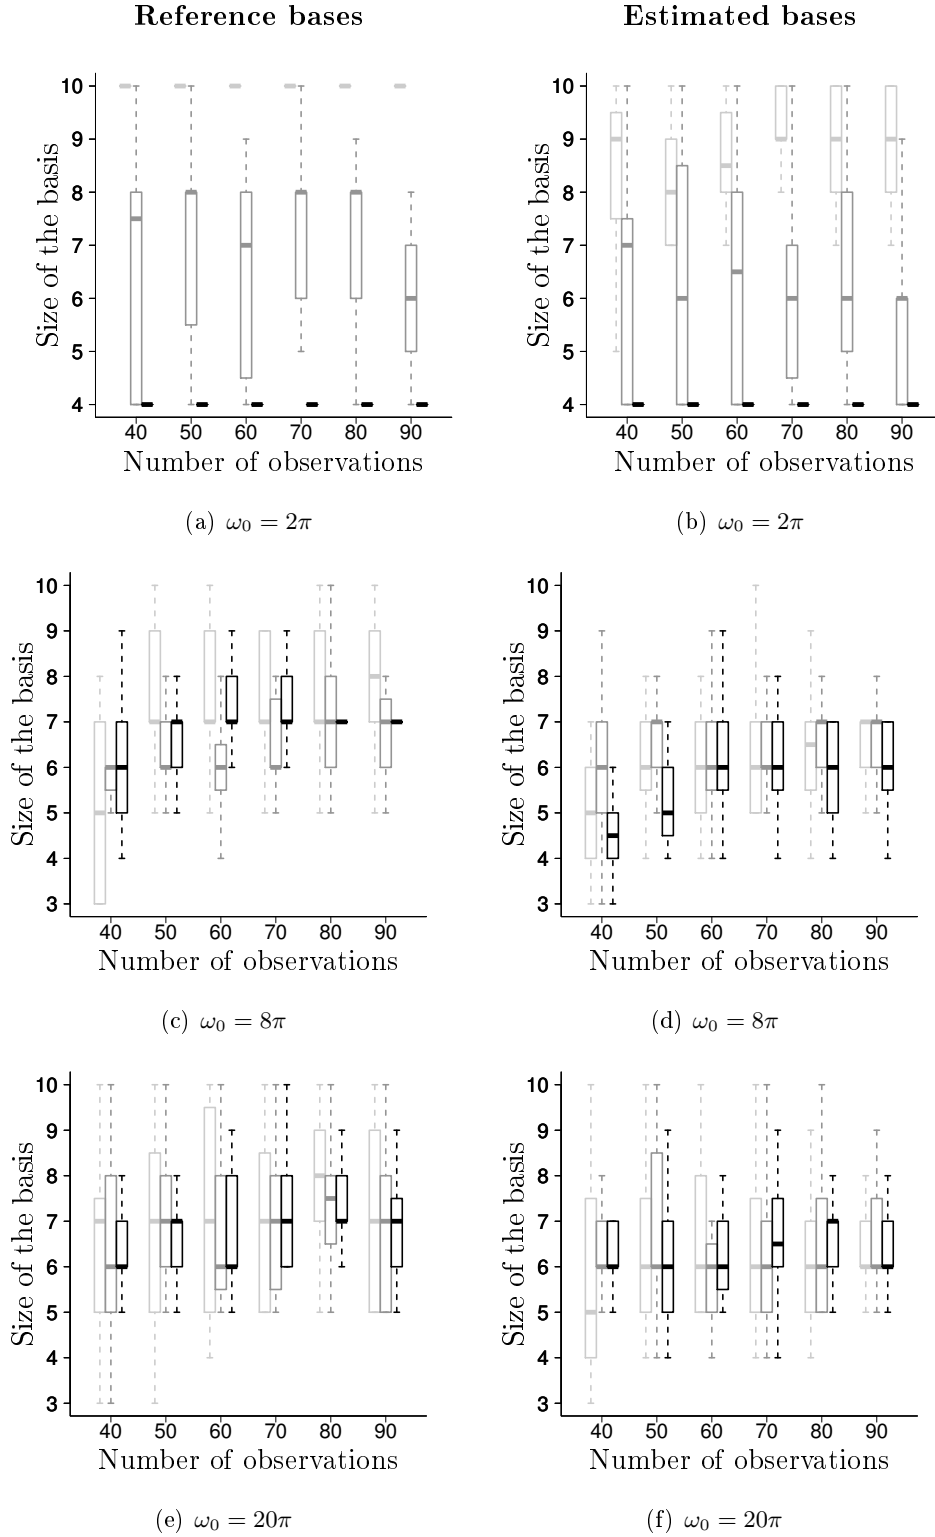 Reference bases
Estimated bases
Size of the basis
10
9
8
7
6
5
4
40 50 60 70 80 90
Number of observations
(a) ω₀ = 2π
Size of the basis
10
9
8
7
6
5
4
40 50 60 70 80 90
Number of observations
(b) ω₀ = 2π
Size of the basis
10
9
8
7
6
5
4
3
40 50 60 70 80 90
Number of observations
(c) ω₀ = 8π
Size of the basis
10
9
8
7
6
5
4
3
40 50 60 70 80 90
Number of observations
(d) ω₀ = 8π
Size of the basis
10
9
8
7
6
5
4
3
40 50 60 70 80 90
Number of observations
(e) ω₀ = 20π
Size of the basis
10
9
8
7
6
5
4
3
40 50 60 70 80 90
Number of observations
(f) ω₀ = 20π